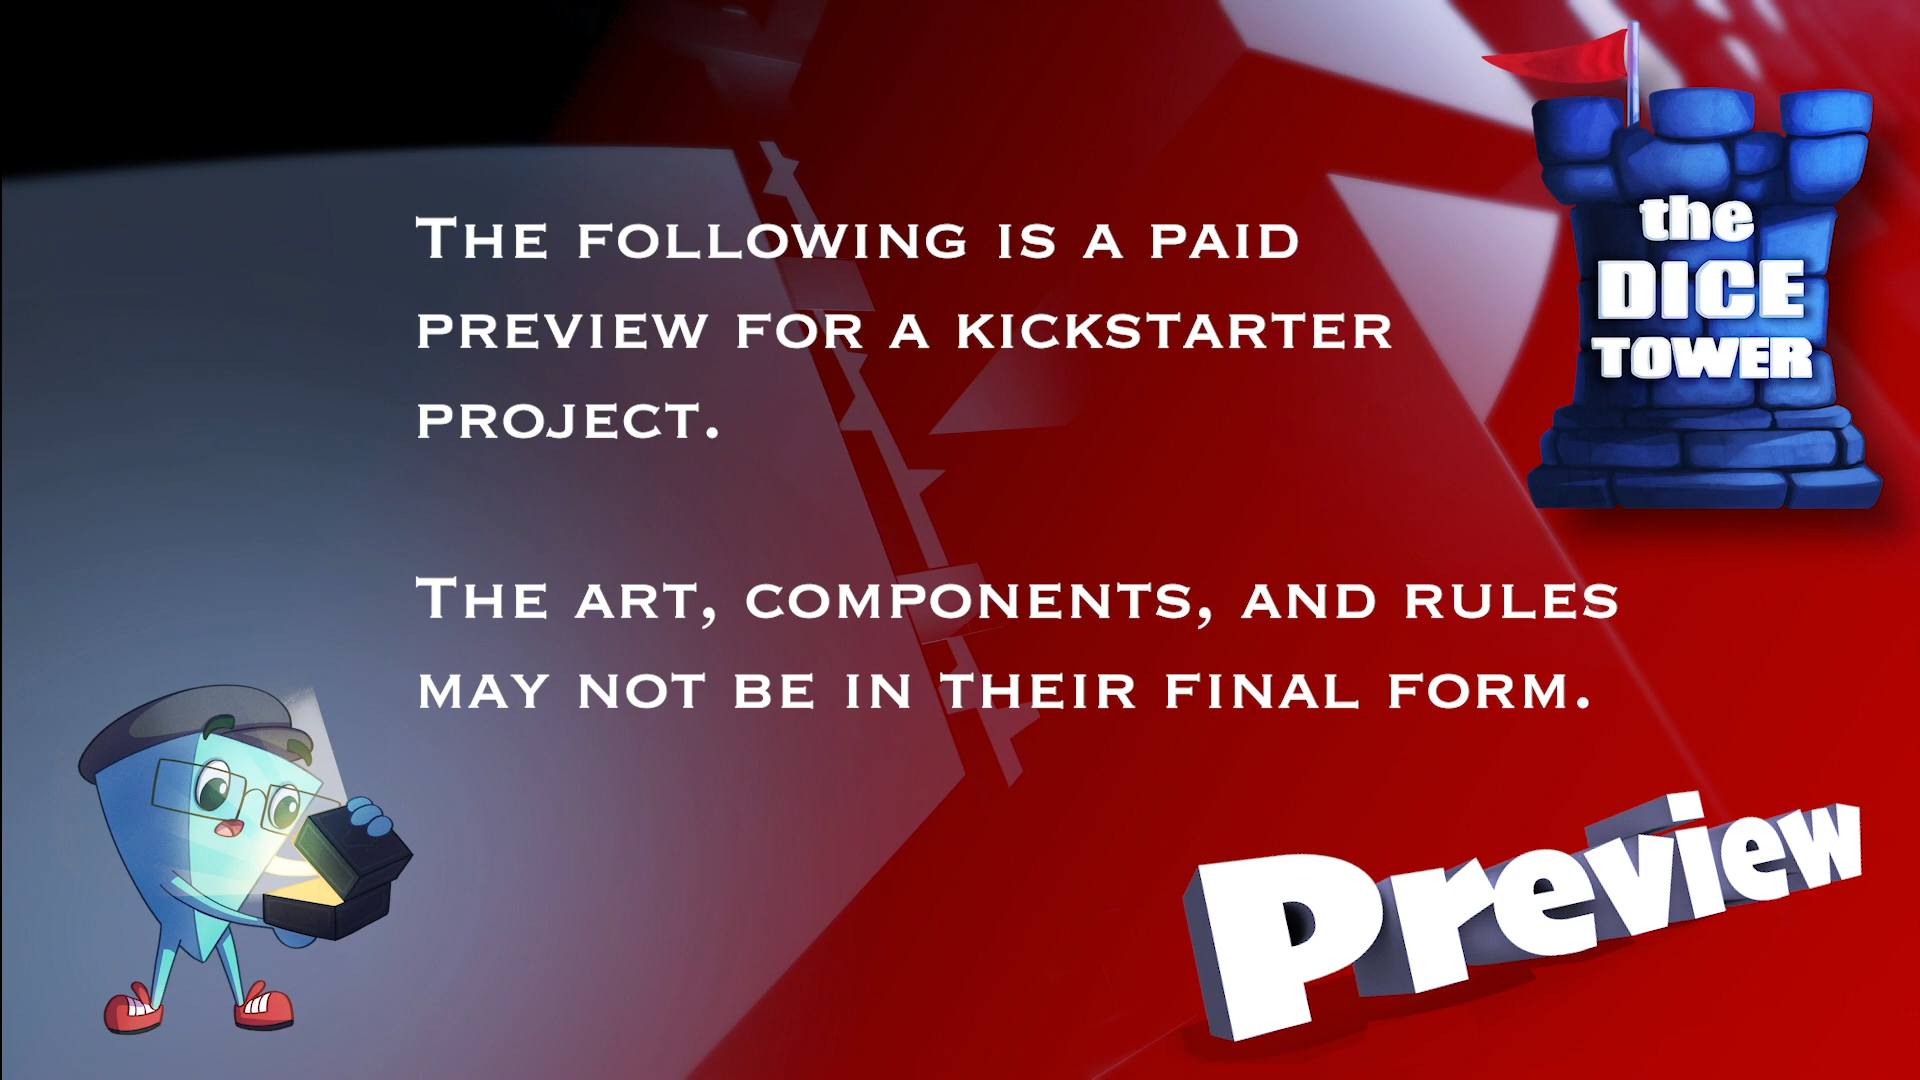 The following is a paid
preview for a kickstarter
project.
The art, components, and rules
may not be in their final form.
the
DICE
TOWER
Preview